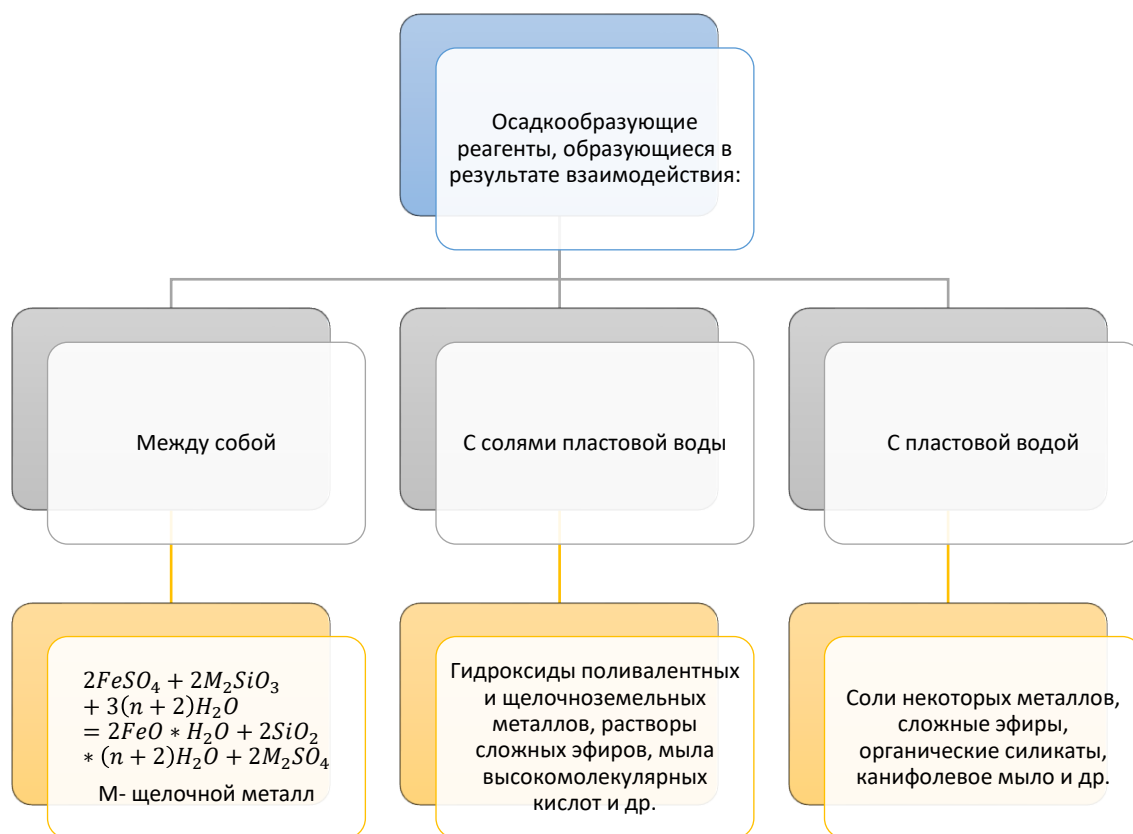 Осадкообразующие
реагенты, образующиеся в
результате взаимодействия:
Между собой
С солями пластовой воды
С пластовой водой
2FeSO₄ + 2M₂SiO₃
+ 3(n + 2)H₂O
= 2FeO * H₂O + 2SiO₂
* (n + 2)H₂O + 2M₂SO₄
М- щелочной металл
Гидроксиды поливалентных
и щелочноземельных
металлов, растворы
сложных эфиров, мыла
высокомолекулярных
кислот и др.
Соли некоторых металлов,
сложные эфиры,
органические силикаты,
канифолевое мыло и др.